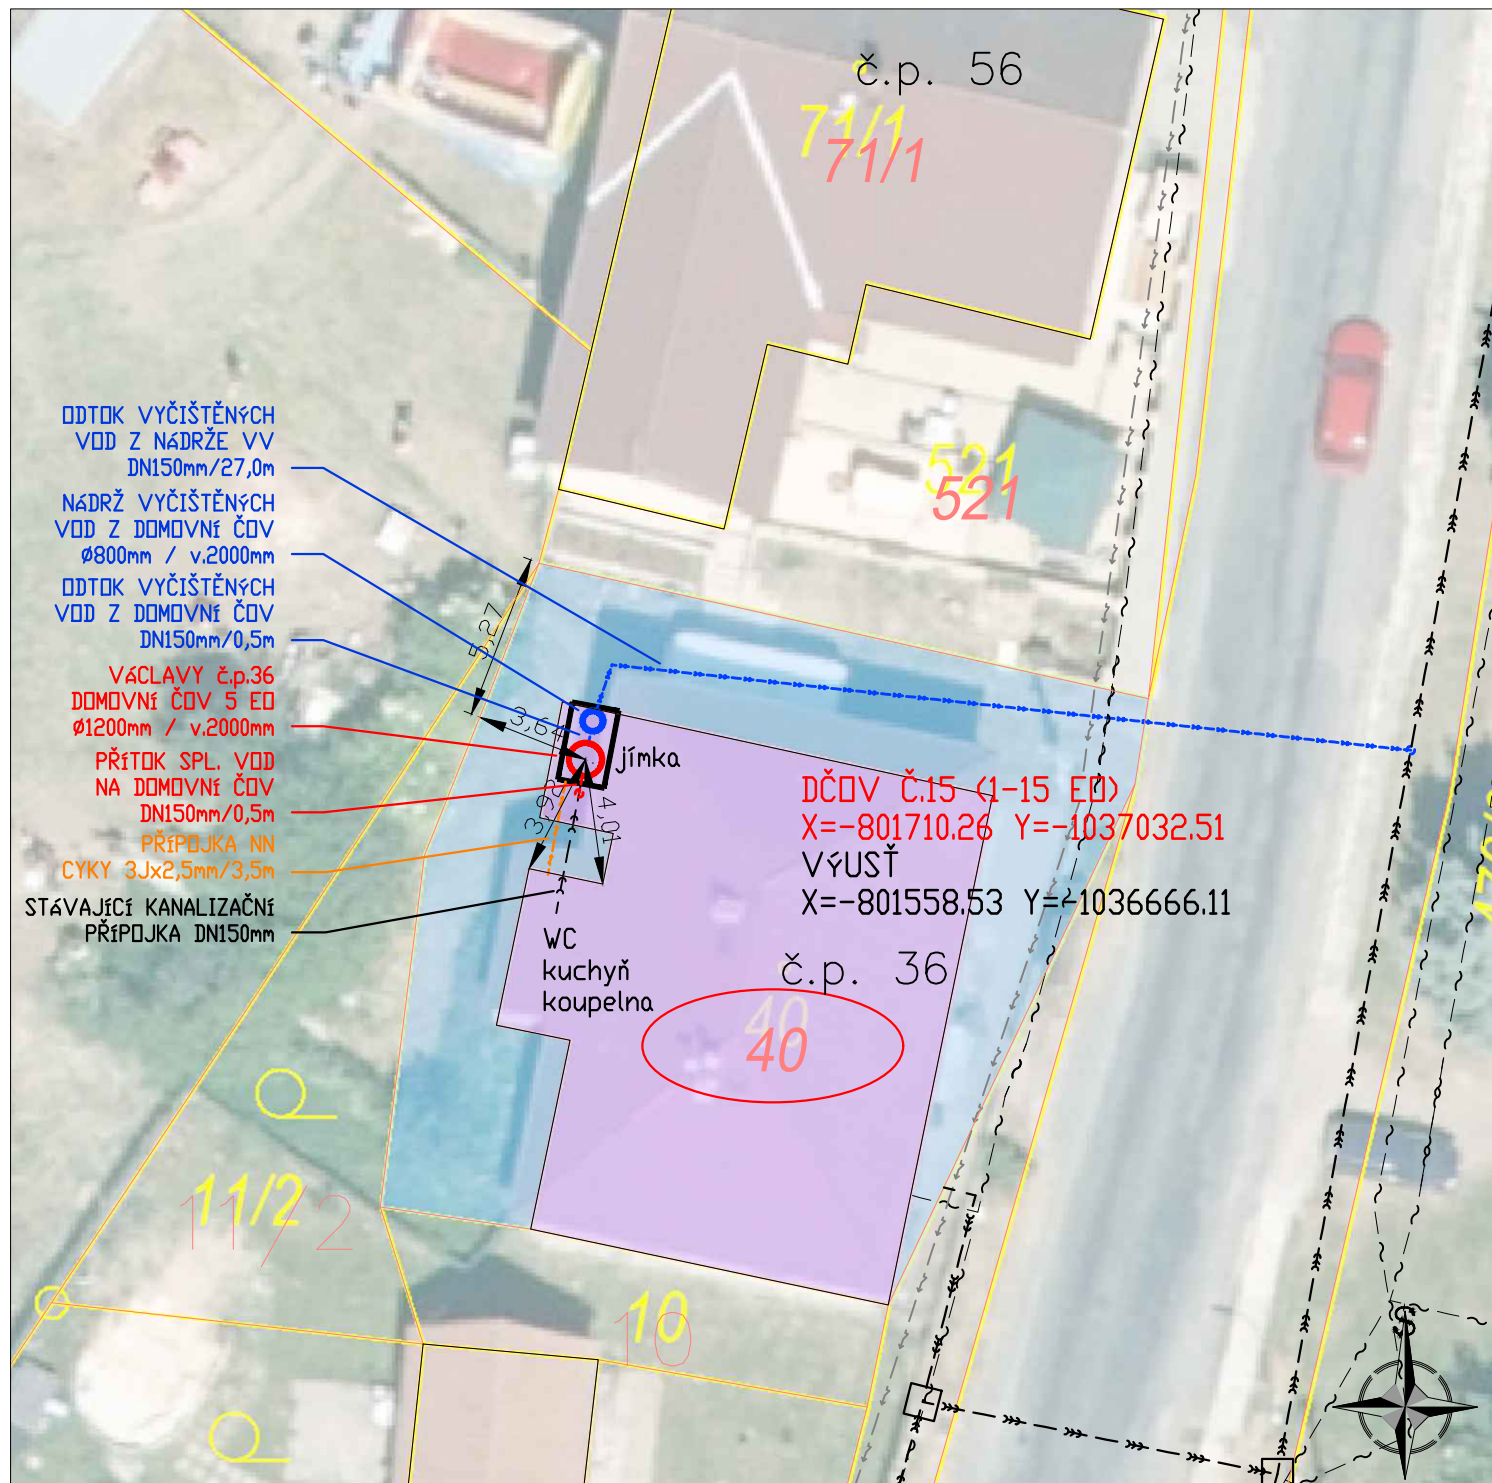 č.p. 56
71/1
71/1
521
521
ODTOK VYČIŠTĚNÝCH
VOD Z NÁDRŽE VV
DN150mm/27,0m
NÁDRŽ VYČIŠTĚNÝCH
VOD Z DOMOVNÍ ČOV
Ø800mm / v.2000mm
ODTOK VYČIŠTĚNÝCH
VOD Z DOMOVNÍ ČOV
DN150mm/0,5m
VÁCLAVY č.p.36
DOMOVNÍ ČOV 5 EO
Ø1200mm / v.2000mm
PŘÍTOK SPL. VOD
NA DOMOVNÍ ČOV
DN150mm/0,5m
PŘÍPOJKA NN
CYKY 3Jx2,5mm/3,5m
STÁVAJÍCÍ KANALIZAČNÍ
PŘÍPOJKA DN150mm
5,27
3,64
jímka
4,01
DČOV Č.15 (1-15 EO)
X=-801710.26 Y=-1037032.51
VÝUSŤ
X=-801558.53 Y=-1036666.11
WC
kuchyň
koupelna
č.p. 36
40
40
11/2
11/2
10
10